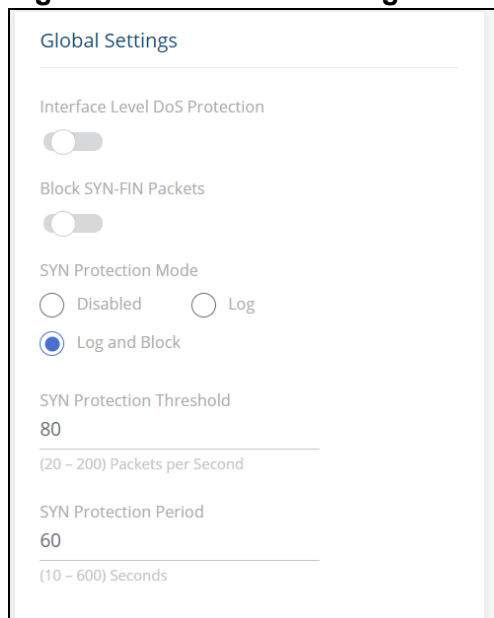 Global Settings
Interface Level DoS Protection
Block SYN-FIN Packets
SYN Protection Mode
Disabled Log
Log and Block
SYN Protection Threshold
80
(20 – 200) Packets per Second
SYN Protection Period
60
(10 – 600) Seconds